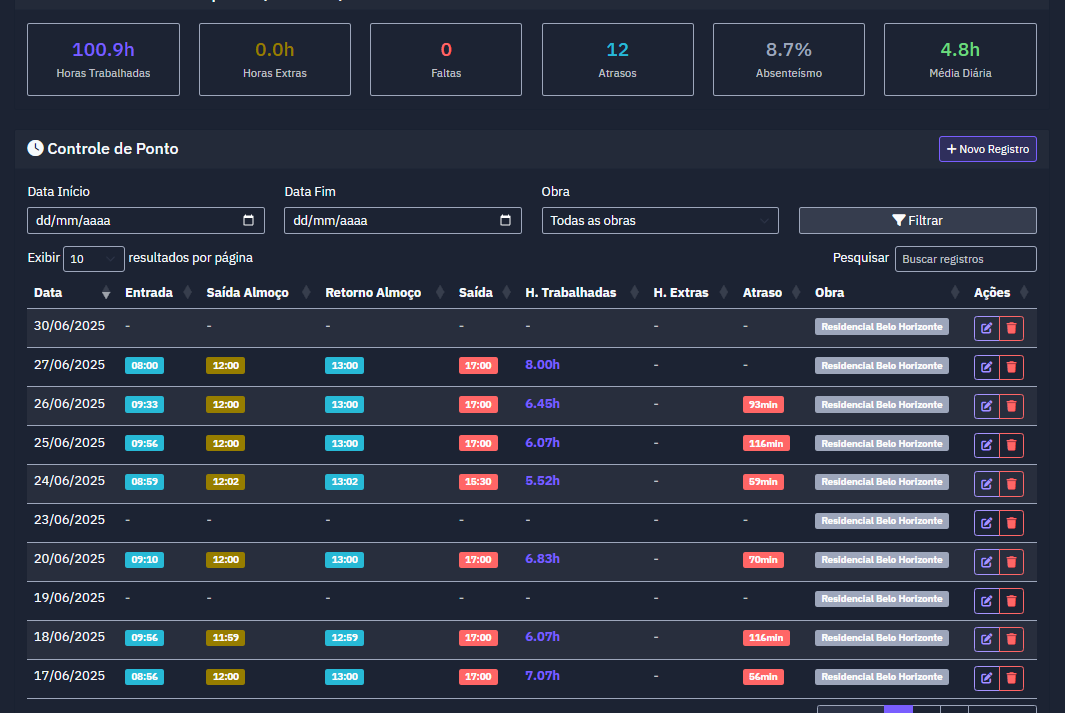 100.9h 0.0h 0 12 8.7% 4.8h
Horas Trabalhadas Horas Extras Faltas Atrasos Absenteísmo Média Diária
Controle de Ponto + Novo Registro
Data Início Data Fim Obra
dd/mm/aaaa dd/mm/aaaa Todas as obras Filtrar
Exibir 10 resultados por página Pesquisar Buscar registros
Data Entrada Saída Almoço Retorno Almoço Saída H. Trabalhadas H. Extras Atraso Obra Ações
30/06/2025 - - - - - - - Residencial Belo Horizonte
27/06/2025 08:00 12:00 13:00 17:00 8.00h - - Residencial Belo Horizonte
26/06/2025 09:33 12:00 13:00 17:00 6.45h - 93min Residencial Belo Horizonte
25/06/2025 09:56 12:00 13:00 17:00 6.07h - 116min Residencial Belo Horizonte
24/06/2025 08:59 12:02 13:02 15:30 5.52h - 59min Residencial Belo Horizonte
23/06/2025 - - - - - - - Residencial Belo Horizonte
20/06/2025 09:10 12:00 13:00 17:00 6.83h - 70min Residencial Belo Horizonte
19/06/2025 - - - - - - - Residencial Belo Horizonte
18/06/2025 09:56 11:59 12:59 17:00 6.07h - 116min Residencial Belo Horizonte
17/06/2025 08:56 12:00 13:00 17:00 7.07h - 56min Residencial Belo Horizonte